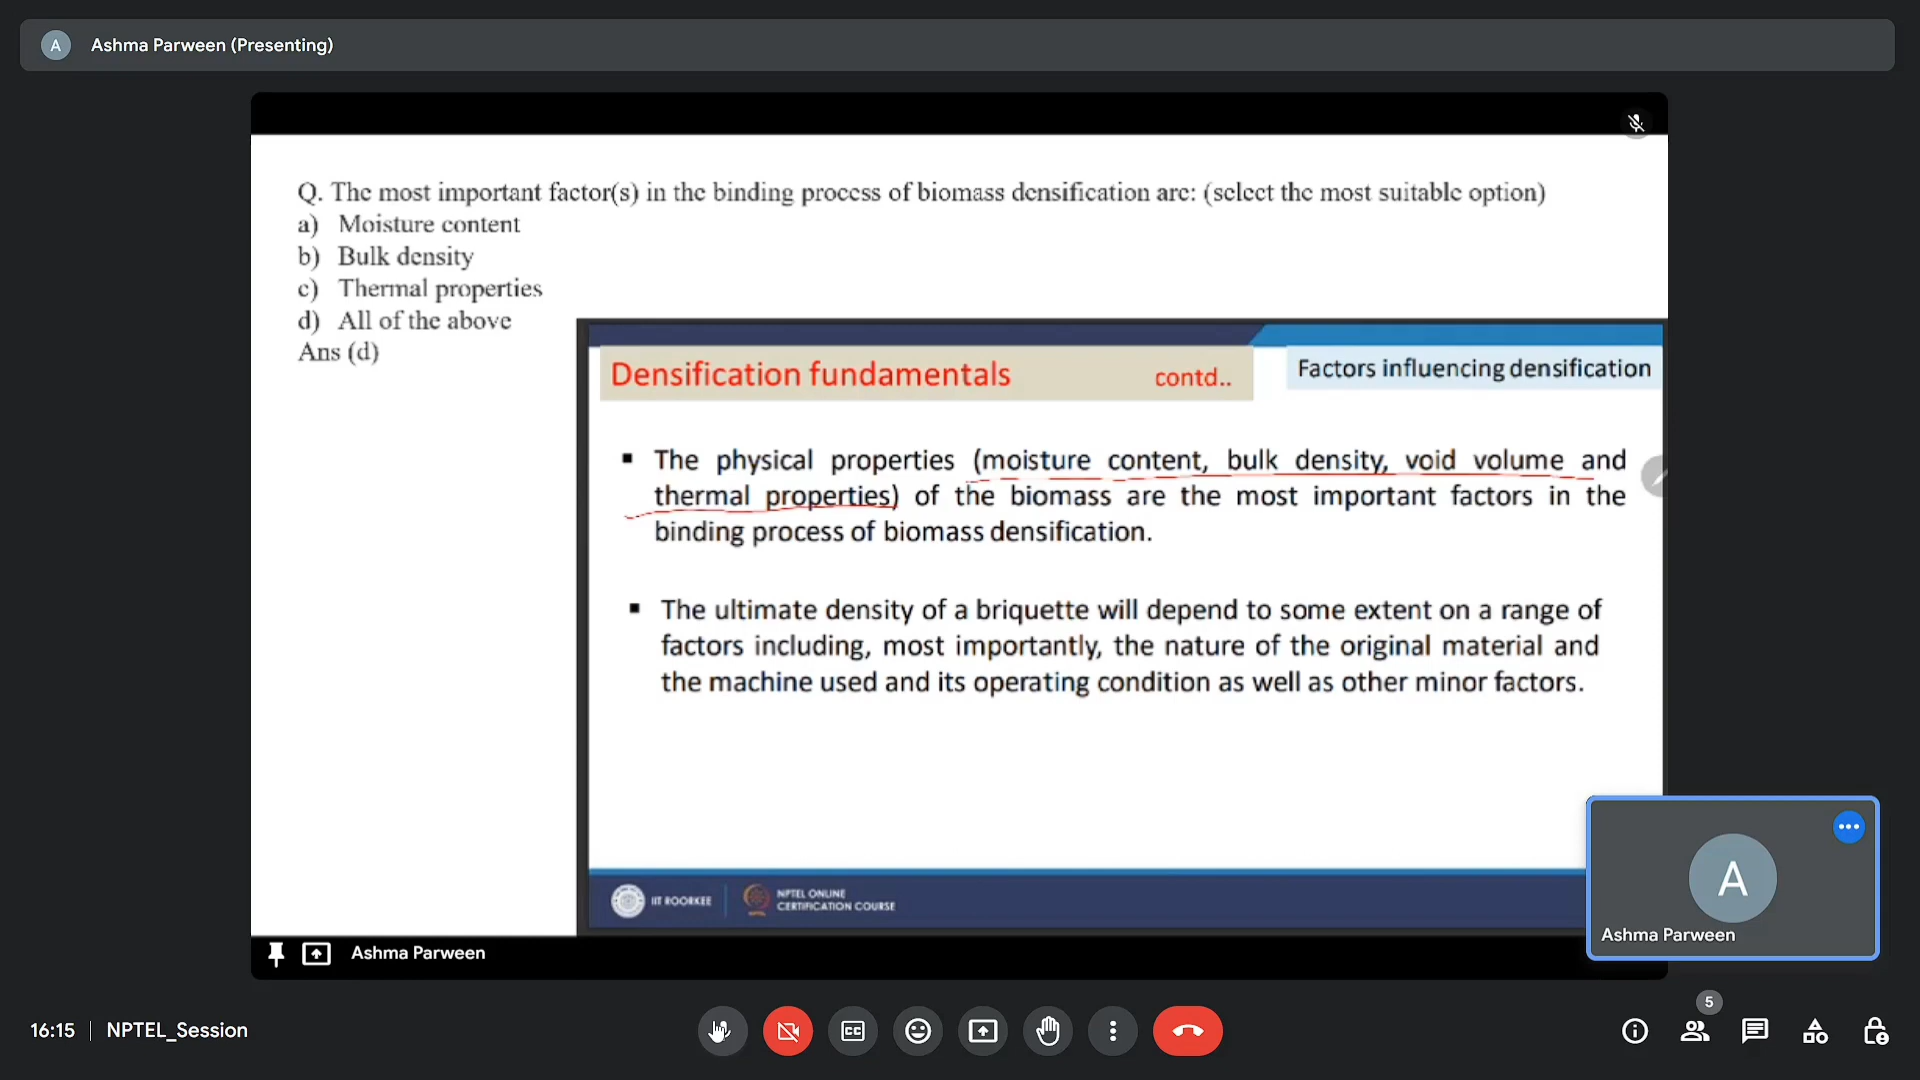 A
Ashma Parween (Presenting)
Q. The most important factor(s) in the binding process of biomass densification are: (select the most suitable option)
a) Moisture content
b) Bulk density
c) Thermal properties
d) All of the above
Ans (d)
Densification fundamentals contd..
Factors influencing densification
▪ The physical properties (moisture content, bulk density, void volume and
thermal properties) of the biomass are the most important factors in the
binding process of biomass densification.
▪ The ultimate density of a briquette will depend to some extent on a range of
factors including, most importantly, the nature of the original material and
the machine used and its operating condition as well as other minor factors.
IIT ROORKEE
NPTEL ONLINE
CERTIFICATION COURSE
A
Ashma Parween
Ashma Parween
16:15 | NPTEL_Session
CC
5